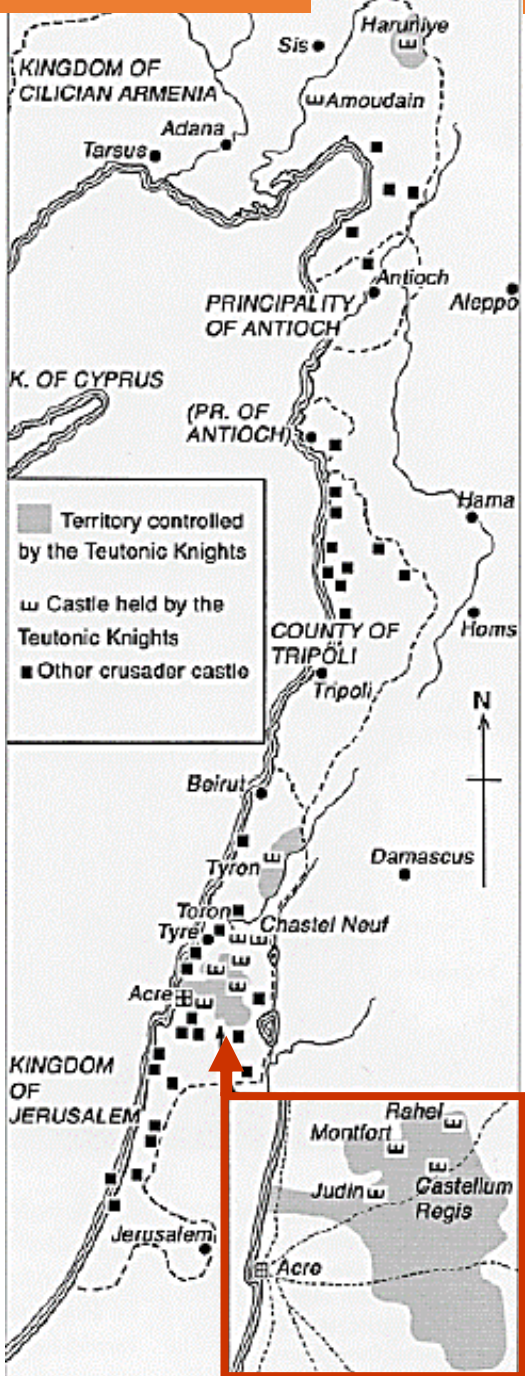 Haruniye
Sis
KINGDOM OF
CILICIAN ARMENIA
Amoudain
Adana
Tarsus
Antioch
PRINCIPALITY
OF ANTIOCH
Aleppo
K. OF CYPRUS
(PR. OF
ANTIOCH)
Hama
Territory controlled
by the Teutonic Knights
Castle held by the
Teutonic Knights
Other crusader castle
Homs
COUNTY OF
TRIPOLI
Tripoli
N
Beirut
Damascus
Tyron
Toron
Chastel Neuf
Tyre
Acre
KINGDOM
OF
JERUSALEM
Jerusalem
Rahel
Montfort
Judin
Castellum
Regis
Acre